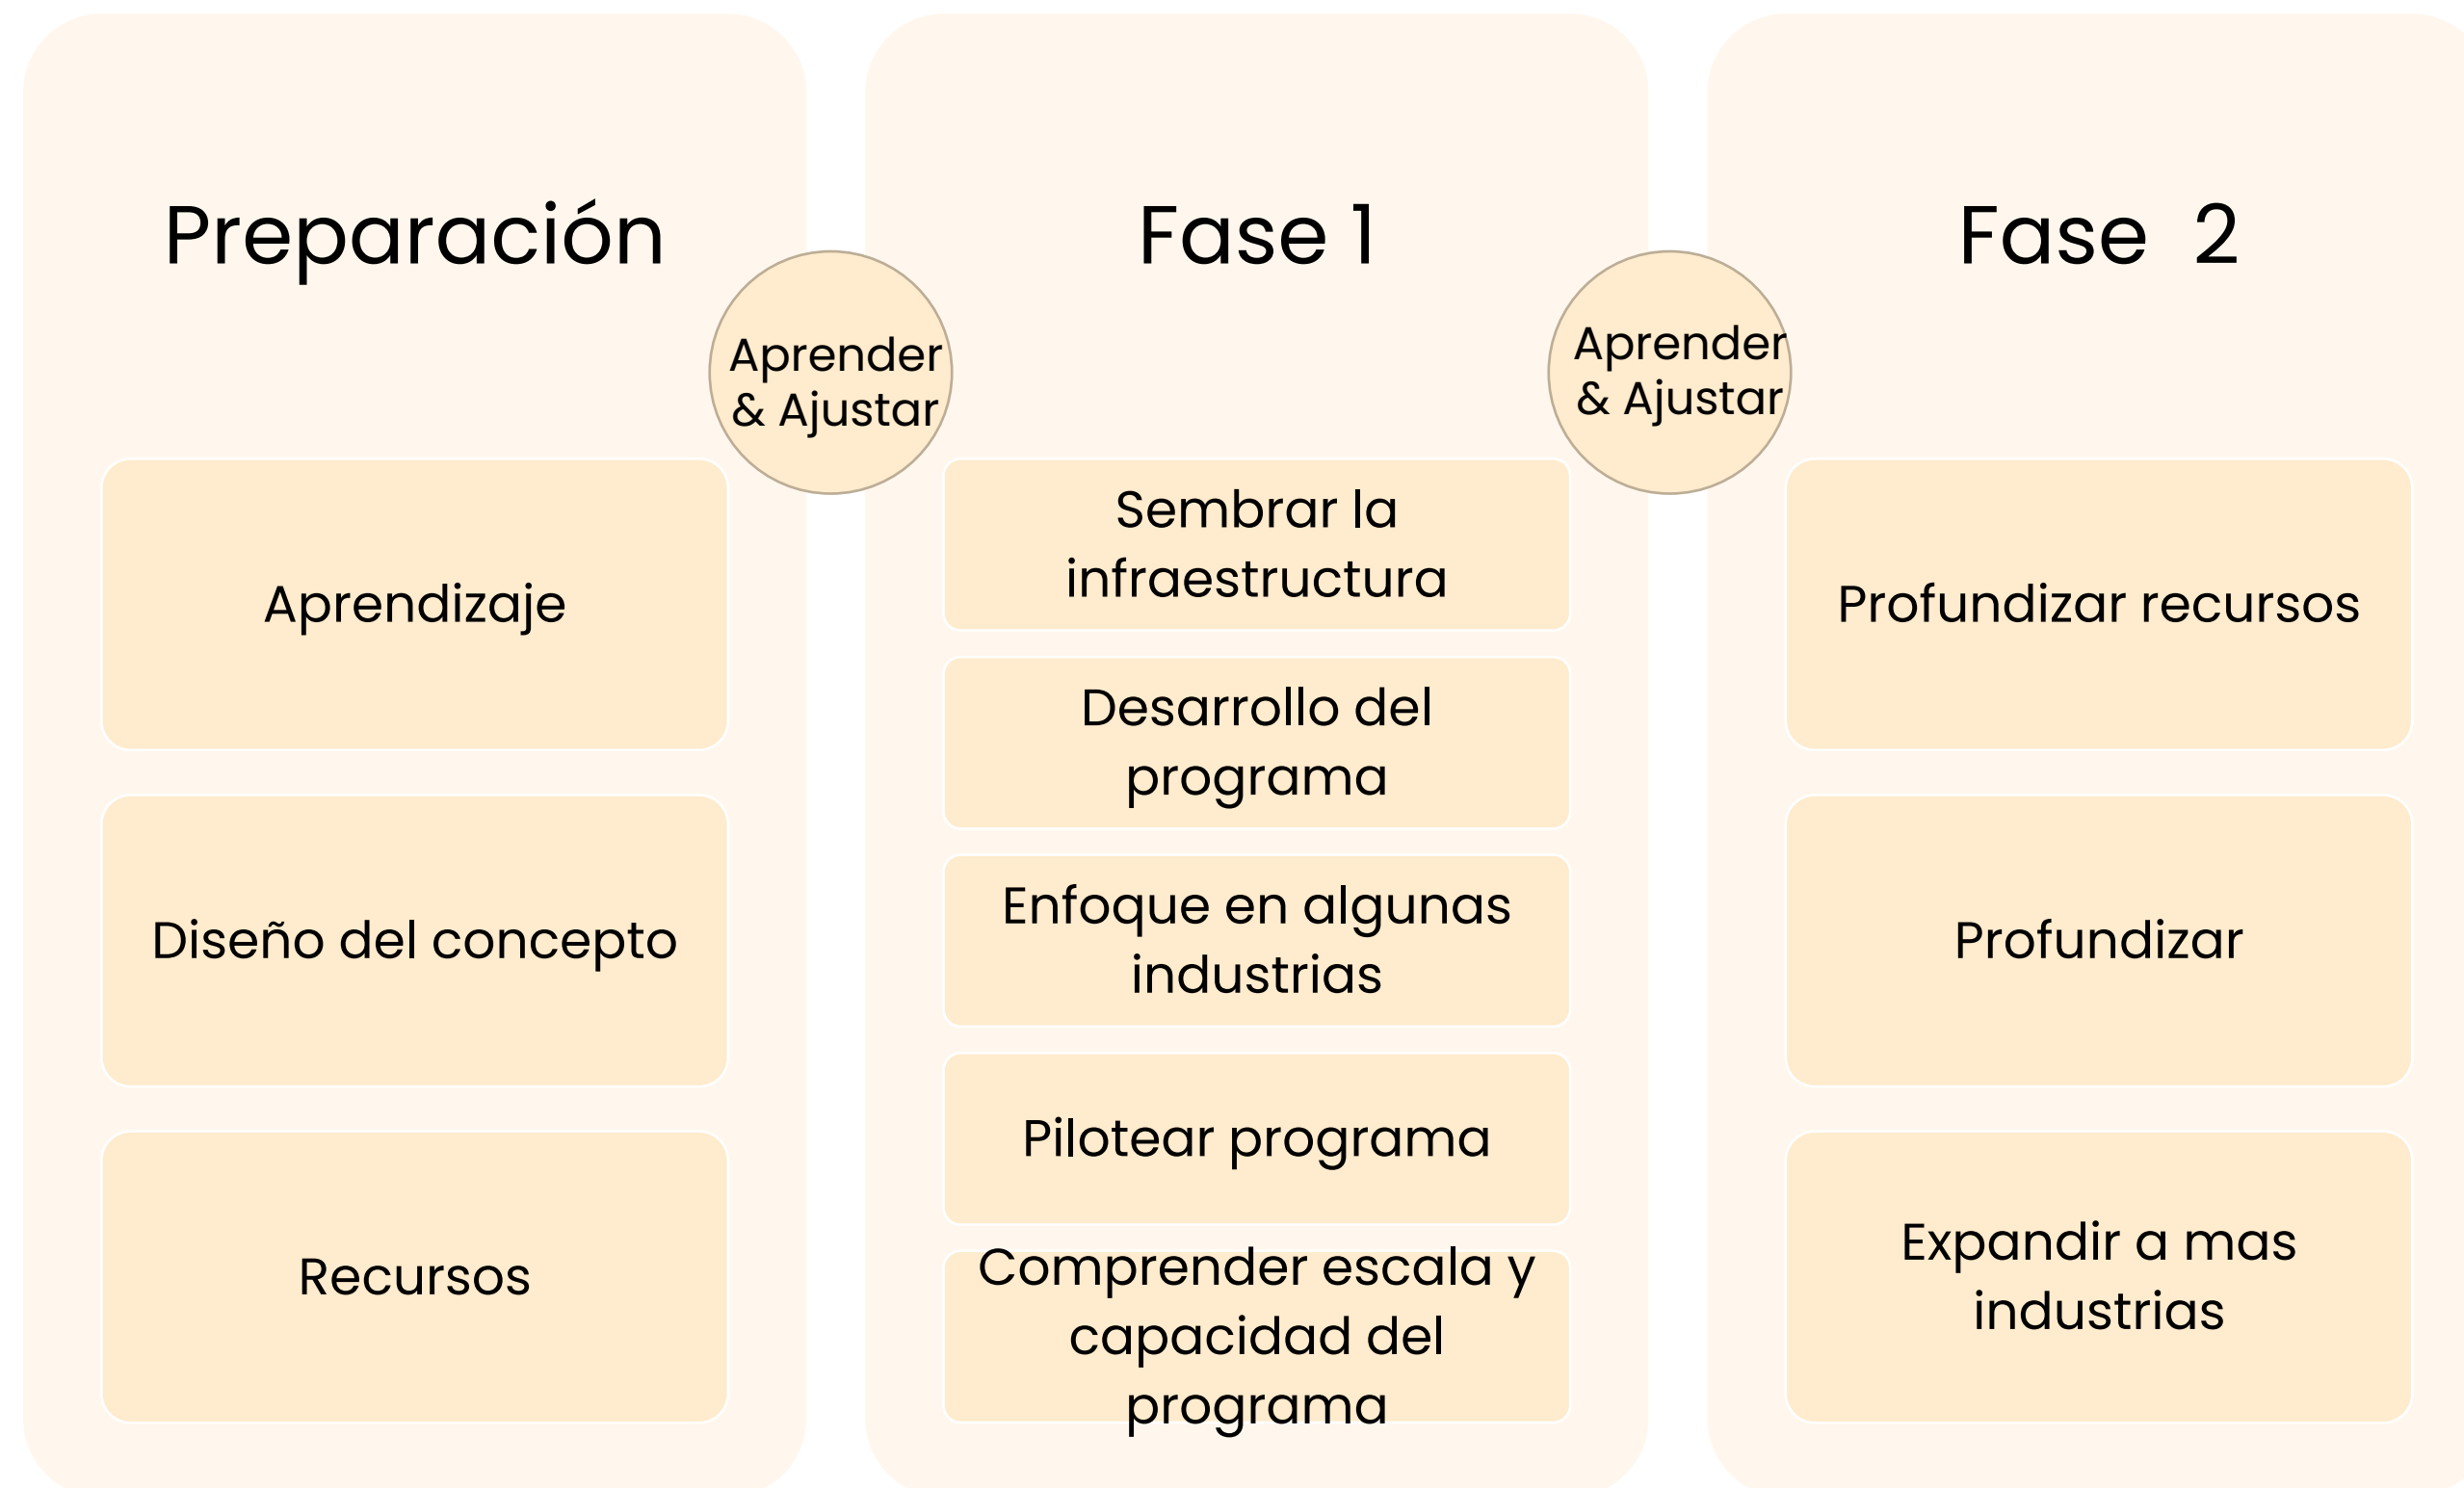 Preparación
Aprendizaje
Diseño del concepto
Recursos
Aprender
& Ajustar
Fase 1
Sembrar la
infraestructura
Desarrollo del
programa
Enfoque en algunas
industrias
Pilotear programa
Comprender escala y
capacidad del
programa
Aprender
& Ajustar
Fase 2
Profundizar recursos
Profundizar
Expandir a mas
industrias